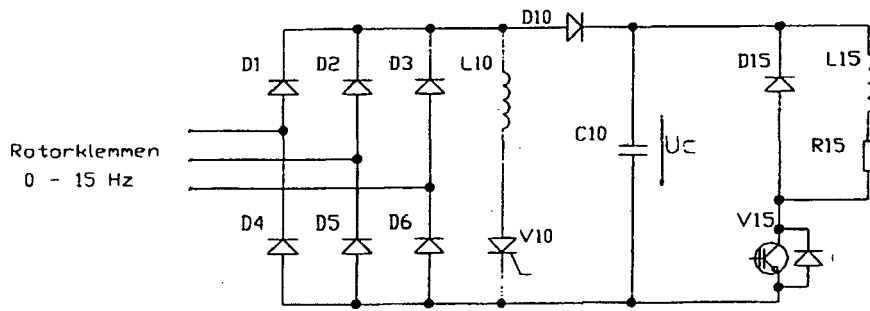 D10
D1
D2
D3
L10
D15
L15
C10
Uc
R15
Rotorklemmen
0 - 15 Hz
D4
D5
D6
V10
V15